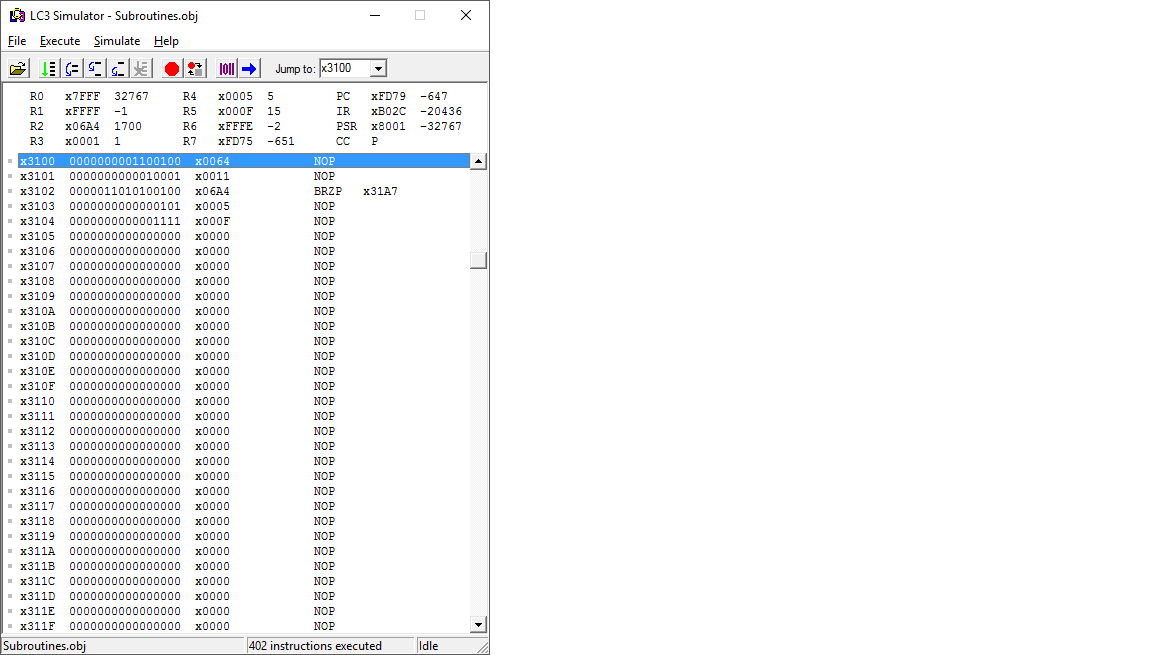 LC3 Simulator - Subroutines.obj
File Execute Simulate Help
Jump to: x3100
R0 x7FFF 32767 R4 x0005 5 PC xFD79 -647
R1 xFFFF -1 R5 x000F 15 IR xB02C -20436
R2 x06A4 1700 R6 xFFFE -2 PSR x8001 -32767
R3 x0001 1 R7 xFD75 -651 CC P
x3100 0000000001100100 x0064 NOP
x3101 0000000000010001 x0011 NOP
x3102 0000011010100100 x06A4 BRZP x31A7
x3103 0000000000000101 x0005 NOP
x3104 0000000000001111 x000F NOP
x3105 0000000000000000 x0000 NOP
x3106 0000000000000000 x0000 NOP
x3107 0000000000000000 x0000 NOP
x3108 0000000000000000 x0000 NOP
x3109 0000000000000000 x0000 NOP
x310A 0000000000000000 x0000 NOP
x310B 0000000000000000 x0000 NOP
x310C 0000000000000000 x0000 NOP
x310D 0000000000000000 x0000 NOP
x310E 0000000000000000 x0000 NOP
x310F 0000000000000000 x0000 NOP
x3110 0000000000000000 x0000 NOP
x3111 0000000000000000 x0000 NOP
x3112 0000000000000000 x0000 NOP
x3113 0000000000000000 x0000 NOP
x3114 0000000000000000 x0000 NOP
x3115 0000000000000000 x0000 NOP
x3116 0000000000000000 x0000 NOP
x3117 0000000000000000 x0000 NOP
x3118 0000000000000000 x0000 NOP
x3119 0000000000000000 x0000 NOP
x311A 0000000000000000 x0000 NOP
x311B 0000000000000000 x0000 NOP
x311C 0000000000000000 x0000 NOP
x311D 0000000000000000 x0000 NOP
x311E 0000000000000000 x0000 NOP
x311F 0000000000000000 x0000 NOP
Subroutines.obj 402 instructions executed Idle